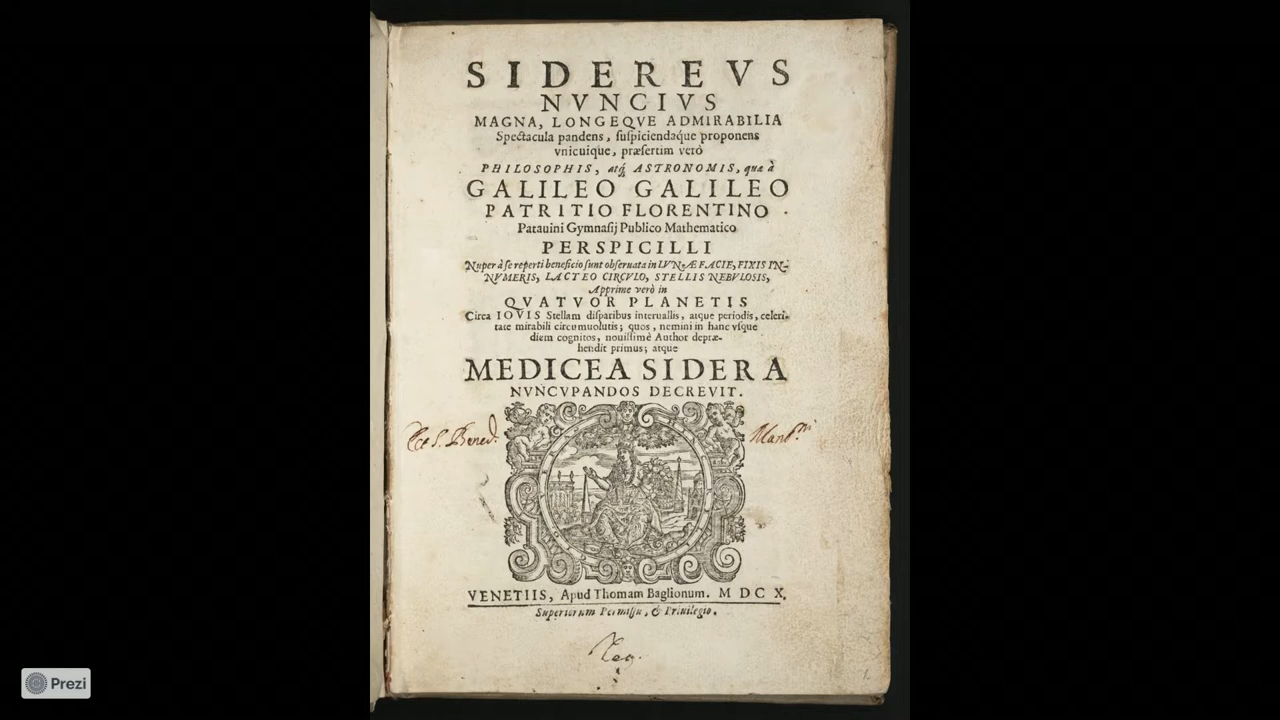 SIDEREVS
NVNCIVS
MAGNA, LONGEQVE ADMIRABILIA
Spectacula pandens, suspiciendaque proponens
vnicuique, præsertim verò
PHILOSOPHIS, atq́ ASTRONOMIS, quæ à
GALILEO GALILEO
PATRITIO FLORENTINO
Patauini Gymnasij Publico Mathematico
PERSPICILLI
Nuper à se reperti beneficio sunt obseruata in LVNÆ FACIE, FIXIS IN-
NVMERIS, LACTEO CIRCVLO, STELLIS NEBVLOSIS,
Apprime verò in
QVATVOR PLANETIS
Circa IOVIS Stellam disparibus interuallis, atque periodis, celeri-
tate mirabili circumuolutis; quos, nemini in hanc vsque
diem cognitos, nouissimè Author depræ-
hendit primus; atque
MEDICEA SIDERA
NVNCVPANDOS DECREVIT.
VENETIIS, Apud Thomam Baglionum. M DC X.
Superiorum Permissu, & Priuilegio.
Prezi